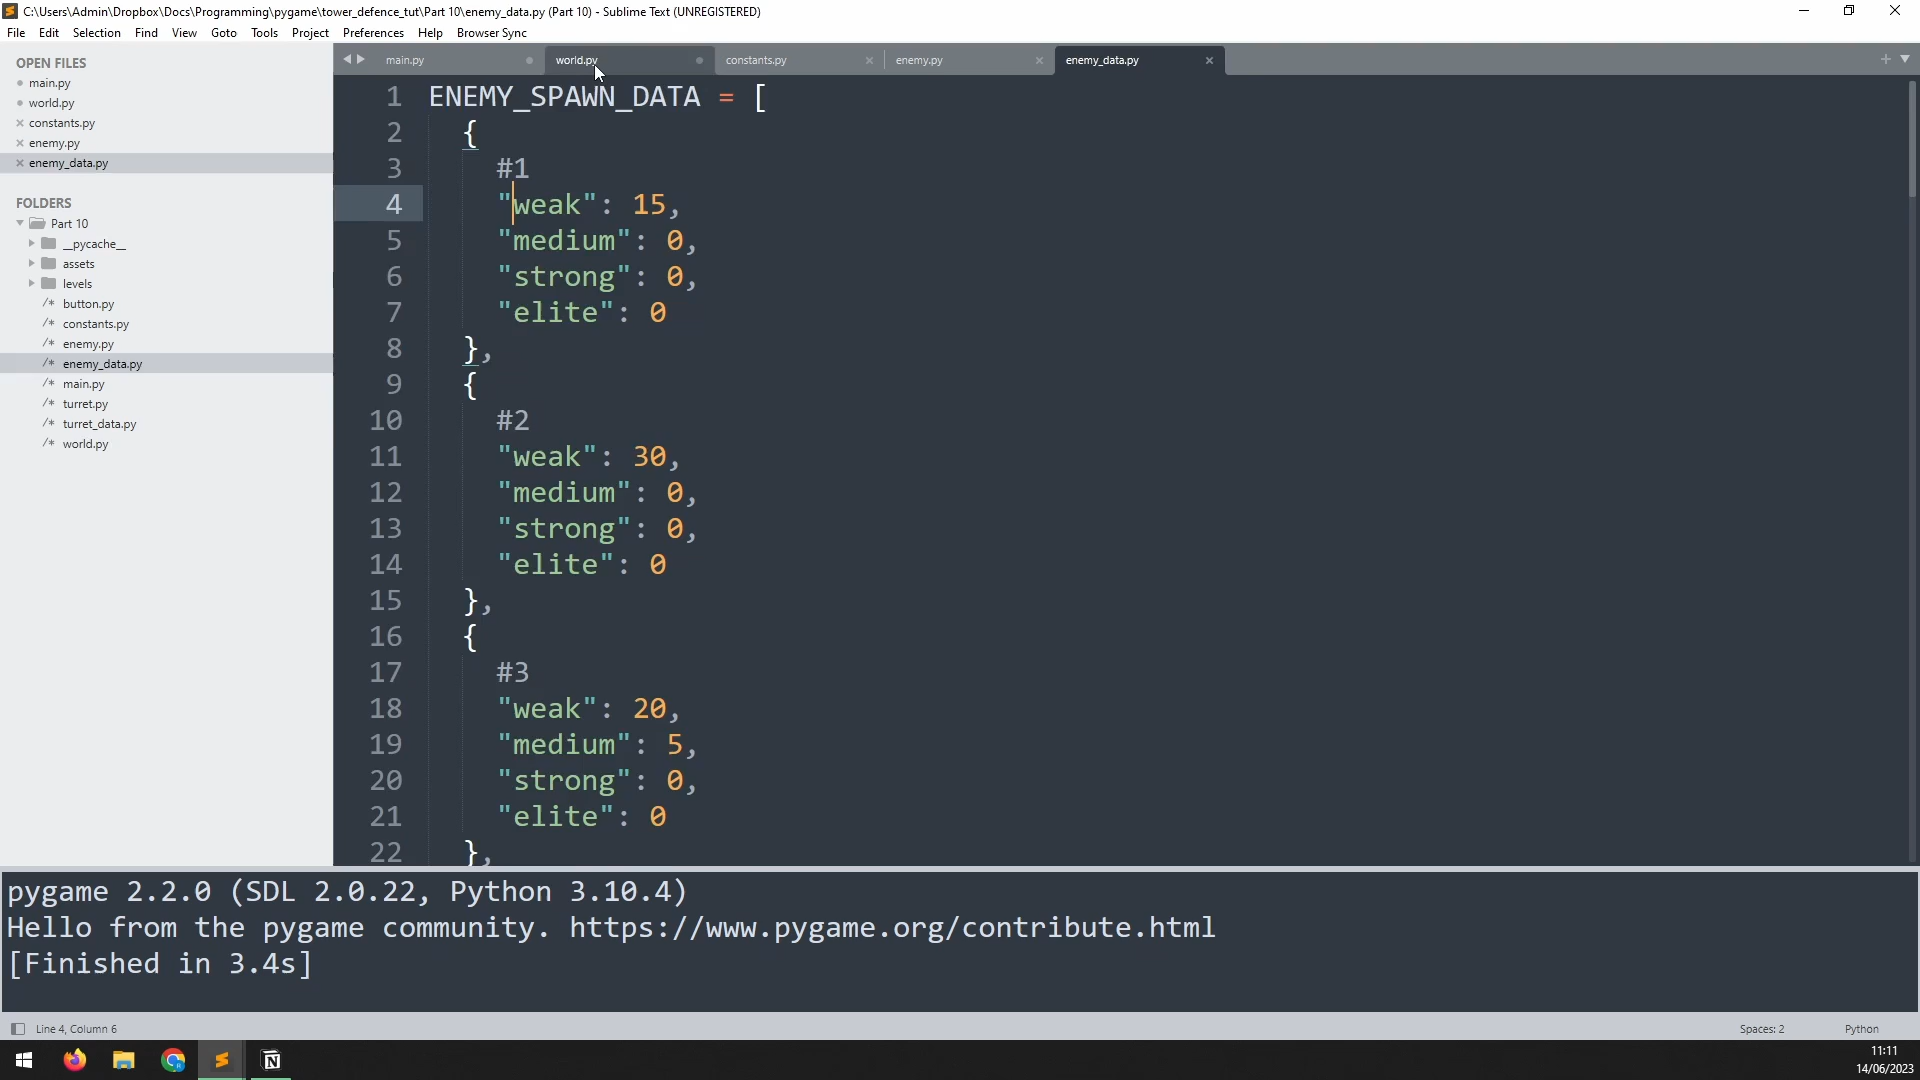 C:\Users\Admin\Dropbox\Docs\Programming\pygame\tower_defence_tut\Part 10\enemy_data.py (Part 10) - Sublime Text (UNREGISTERED)
File Edit Selection Find View Goto Tools Project Preferences Help Browser Sync
OPEN FILES
main.py
world.py
constants.py
enemy.py
enemy_data.py
FOLDERS
Part 10
__pycache__
assets
levels
/* button.py
/* constants.py
/* enemy.py
/* enemy_data.py
/* main.py
/* turret.py
/* turret_data.py
/* world.py
main.py world.py constants.py enemy.py enemy_data.py
1 ENEMY_SPAWN_DATA = [
2 {
3 #1
4 "weak": 15,
5 "medium": 0,
6 "strong": 0,
7 "elite": 0
8 },
9 {
10 #2
11 "weak": 30,
12 "medium": 0,
13 "strong": 0,
14 "elite": 0
15 },
16 {
17 #3
18 "weak": 20,
19 "medium": 5,
20 "strong": 0,
21 "elite": 0
22 },
pygame 2.2.0 (SDL 2.0.22, Python 3.10.4)
Hello from the pygame community. https://www.pygame.org/contribute.html
[Finished in 3.4s]
Line 4, Column 6 Spaces: 2 Python
11:11
14/06/2023